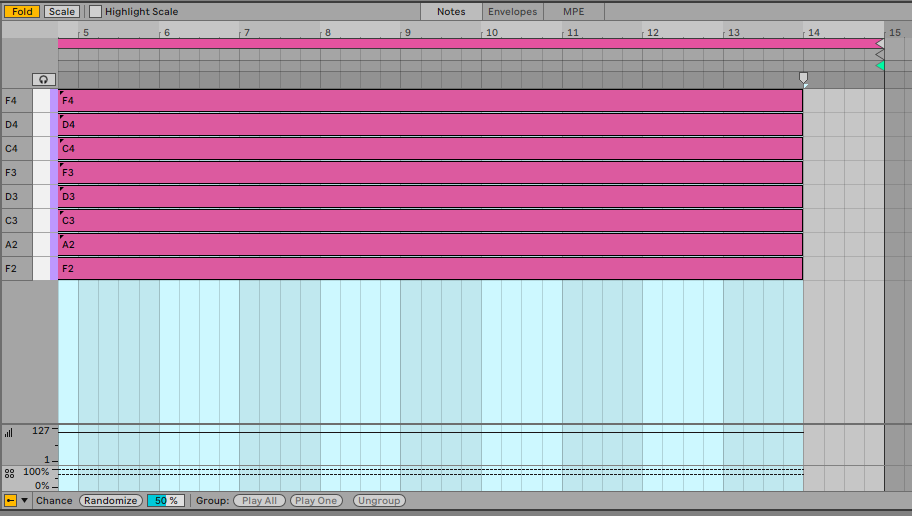 Fold Scale Highlight Scale Notes Envelopes MPE
5 6 7 8 9 10 11 12 13 14 15
F4 F4
D4 D4
C4 C4
F3 F3
D3 D3
C3 C3
A2 A2
F2 F2
127
1
100%
0%
Chance Randomize 50 % Group: Play All Play One Ungroup